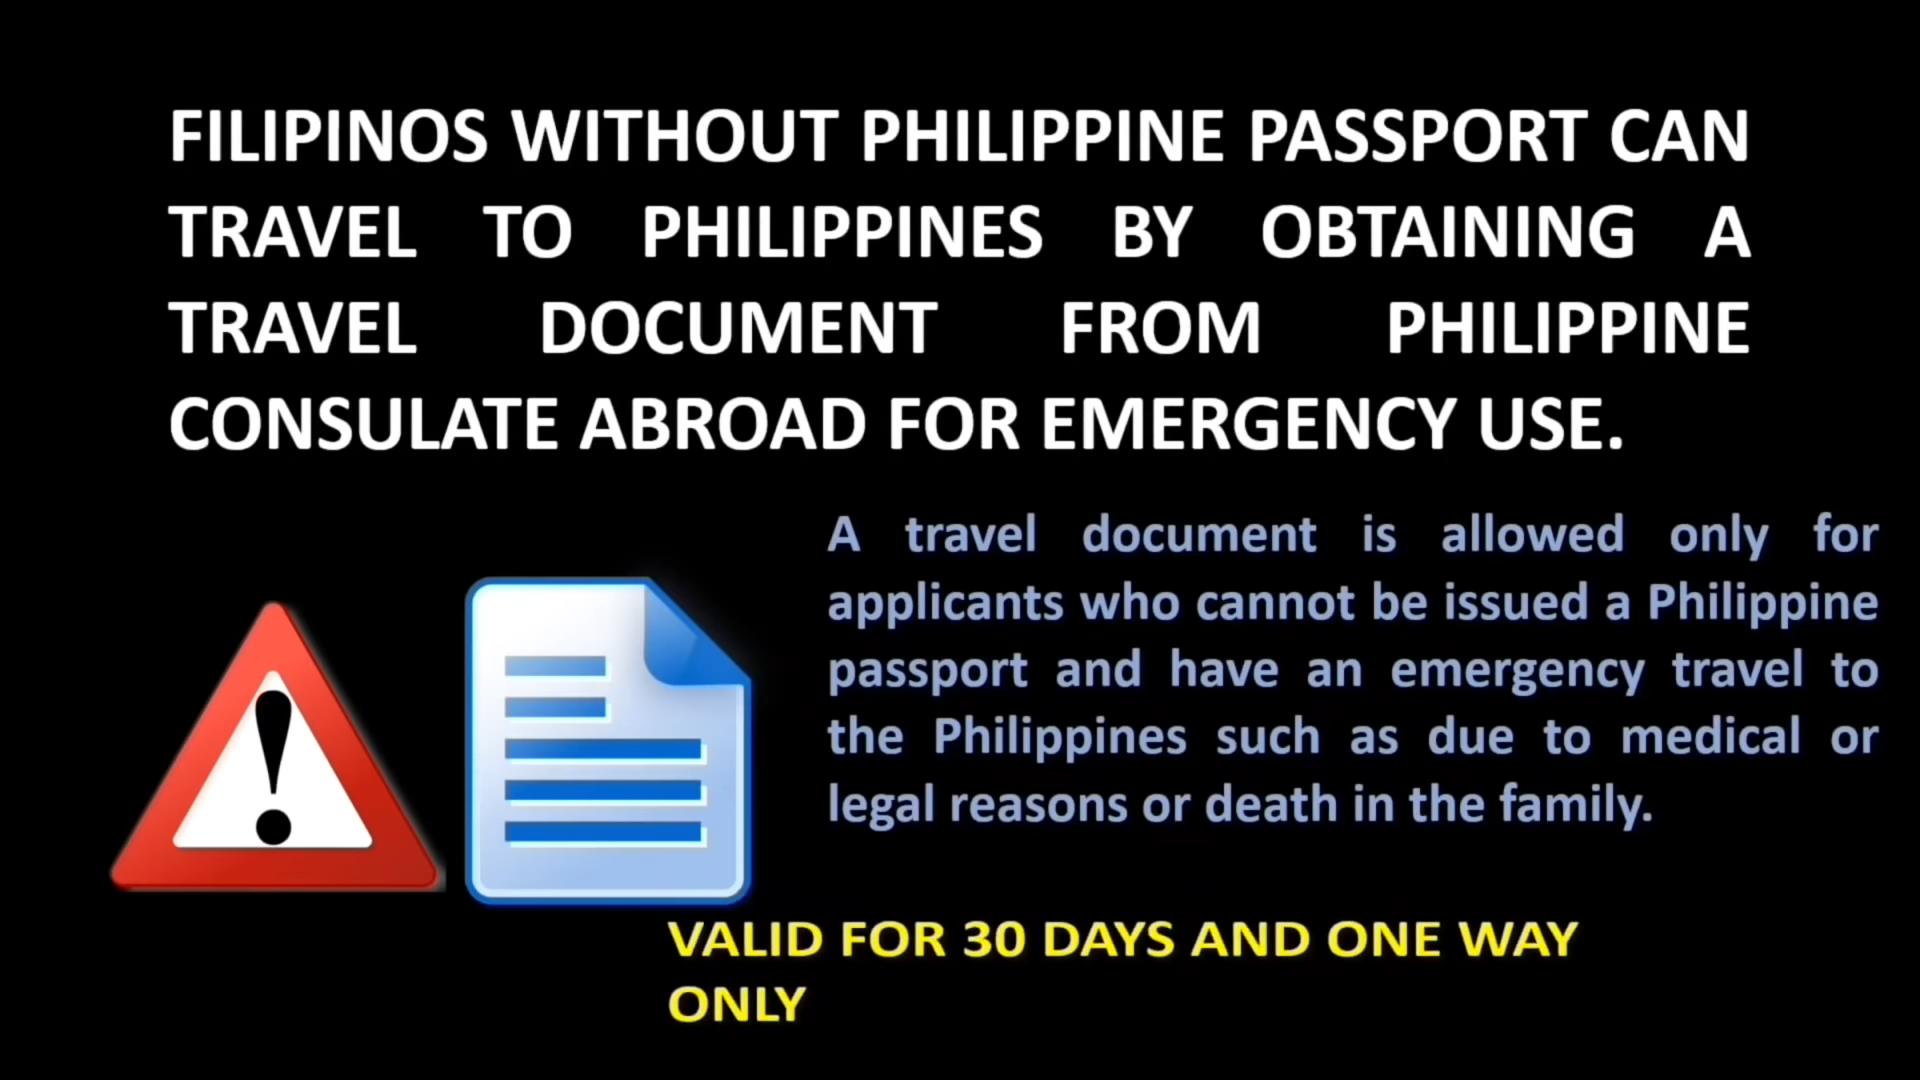 FILIPINOS WITHOUT PHILIPPINE PASSPORT CAN
TRAVEL TO PHILIPPINES BY OBTAINING A
TRAVEL DOCUMENT FROM PHILIPPINE
CONSULATE ABROAD FOR EMERGENCY USE.
A travel document is allowed only for
applicants who cannot be issued a Philippine
passport and have an emergency travel to
the Philippines such as due to medical or
legal reasons or death in the family.
VALID FOR 30 DAYS AND ONE WAY
ONLY